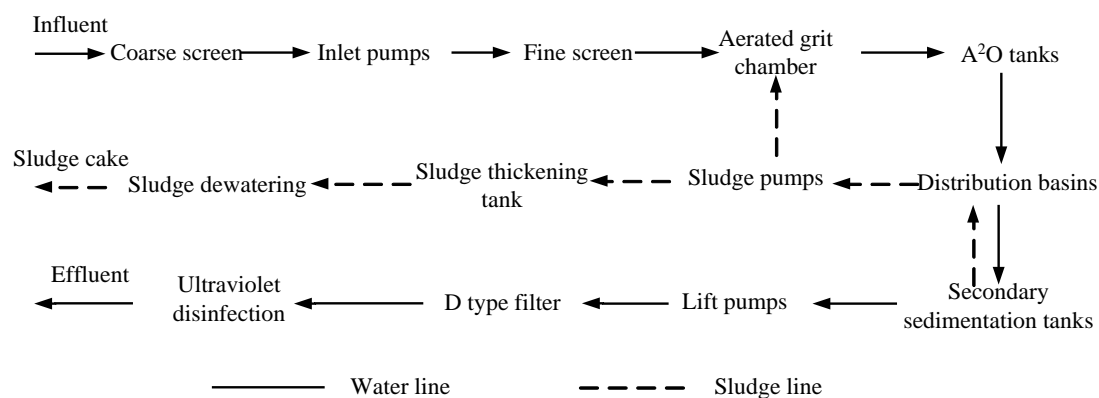 Influent
Coarse screen
Inlet pumps
Fine screen
Aerated grit
chamber
A²O tanks
Sludge cake
Sludge dewatering
Sludge thickening
tank
Sludge pumps
Distribution basins
Effluent
Ultraviolet
disinfection
D type filter
Lift pumps
Secondary
sedimentation tanks
Water line
Sludge line